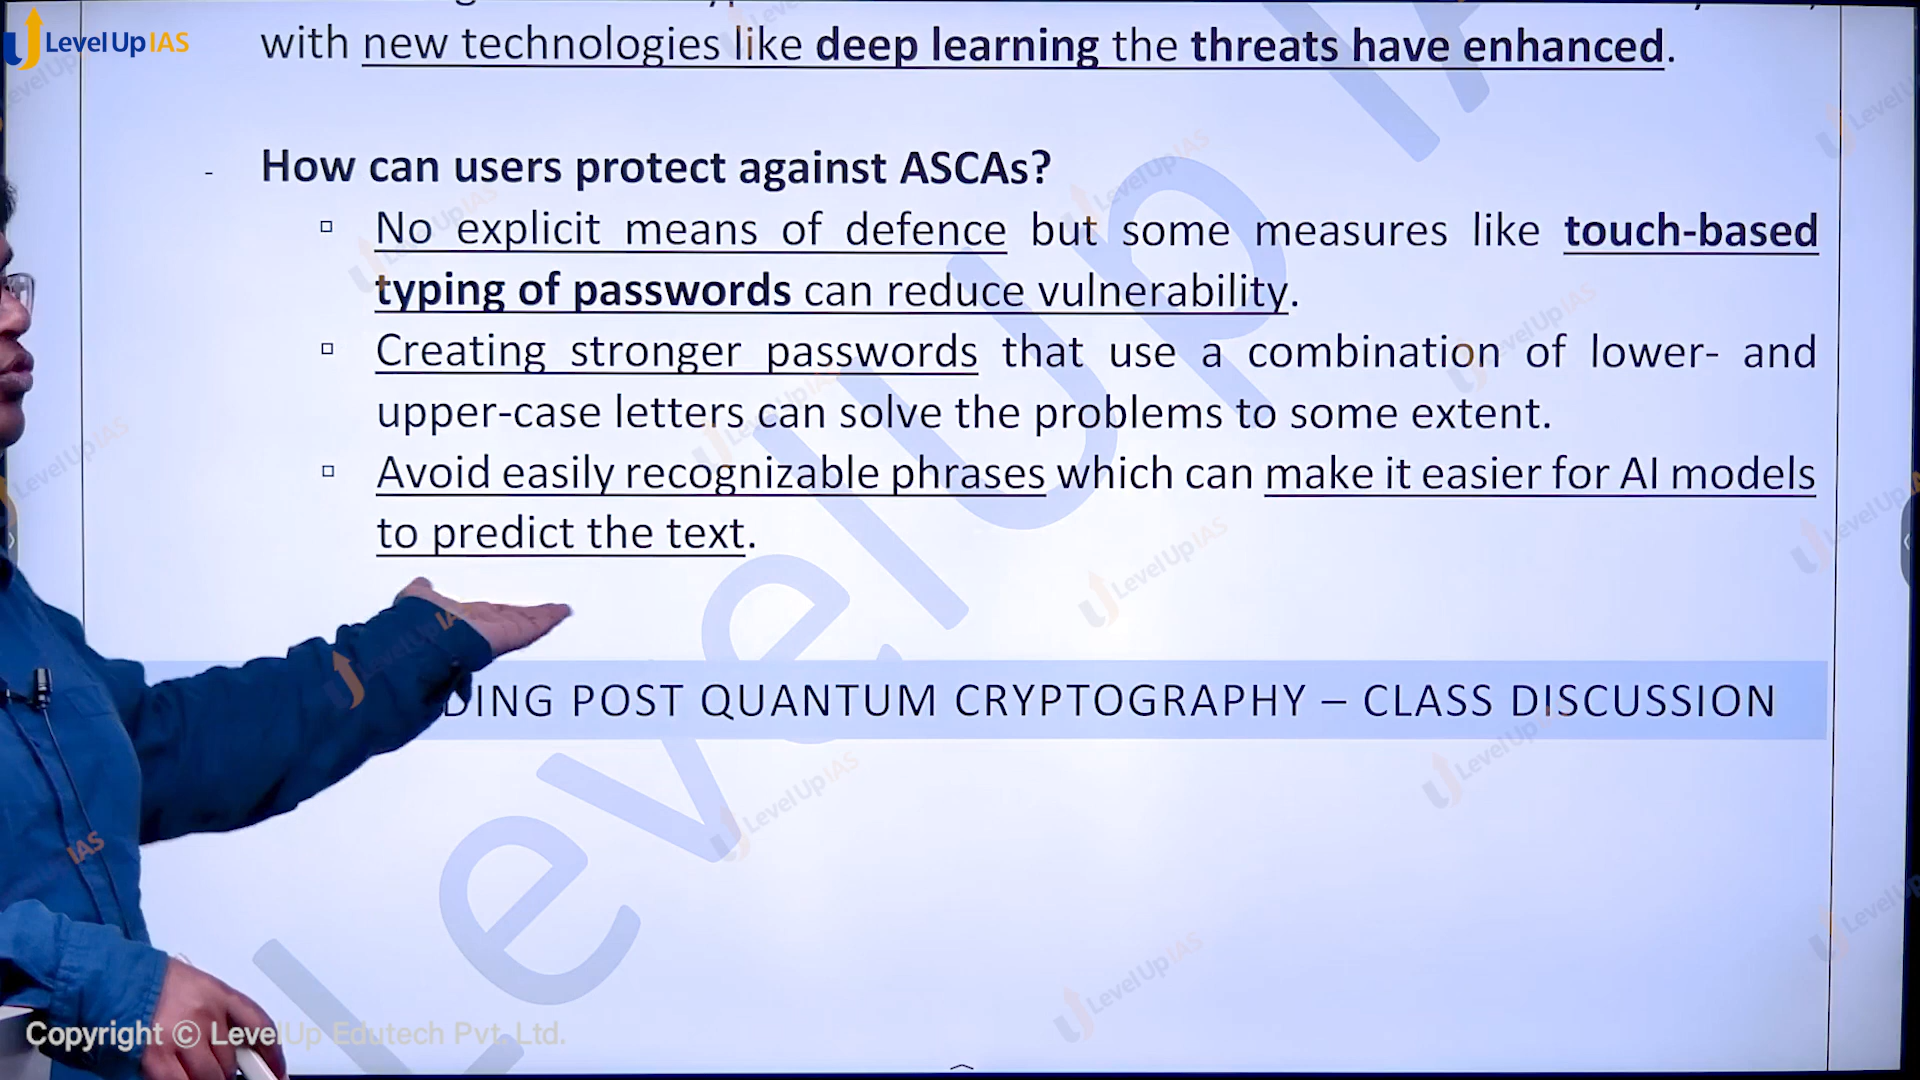 LevelUp IAS
with new technologies like deep learning the threats have enhanced.
- How can users protect against ASCAs?
▫ No explicit means of defence but some measures like touch-based
typing of passwords can reduce vulnerability.
▫ Creating stronger passwords that use a combination of lower- and
upper-case letters can solve the problems to some extent.
▫ Avoid easily recognizable phrases which can make it easier for AI models
to predict the text.
POST QUANTUM CRYPTOGRAPHY – CLASS DISCUSSION
Copyright © LevelUp Edutech Pvt. Ltd.